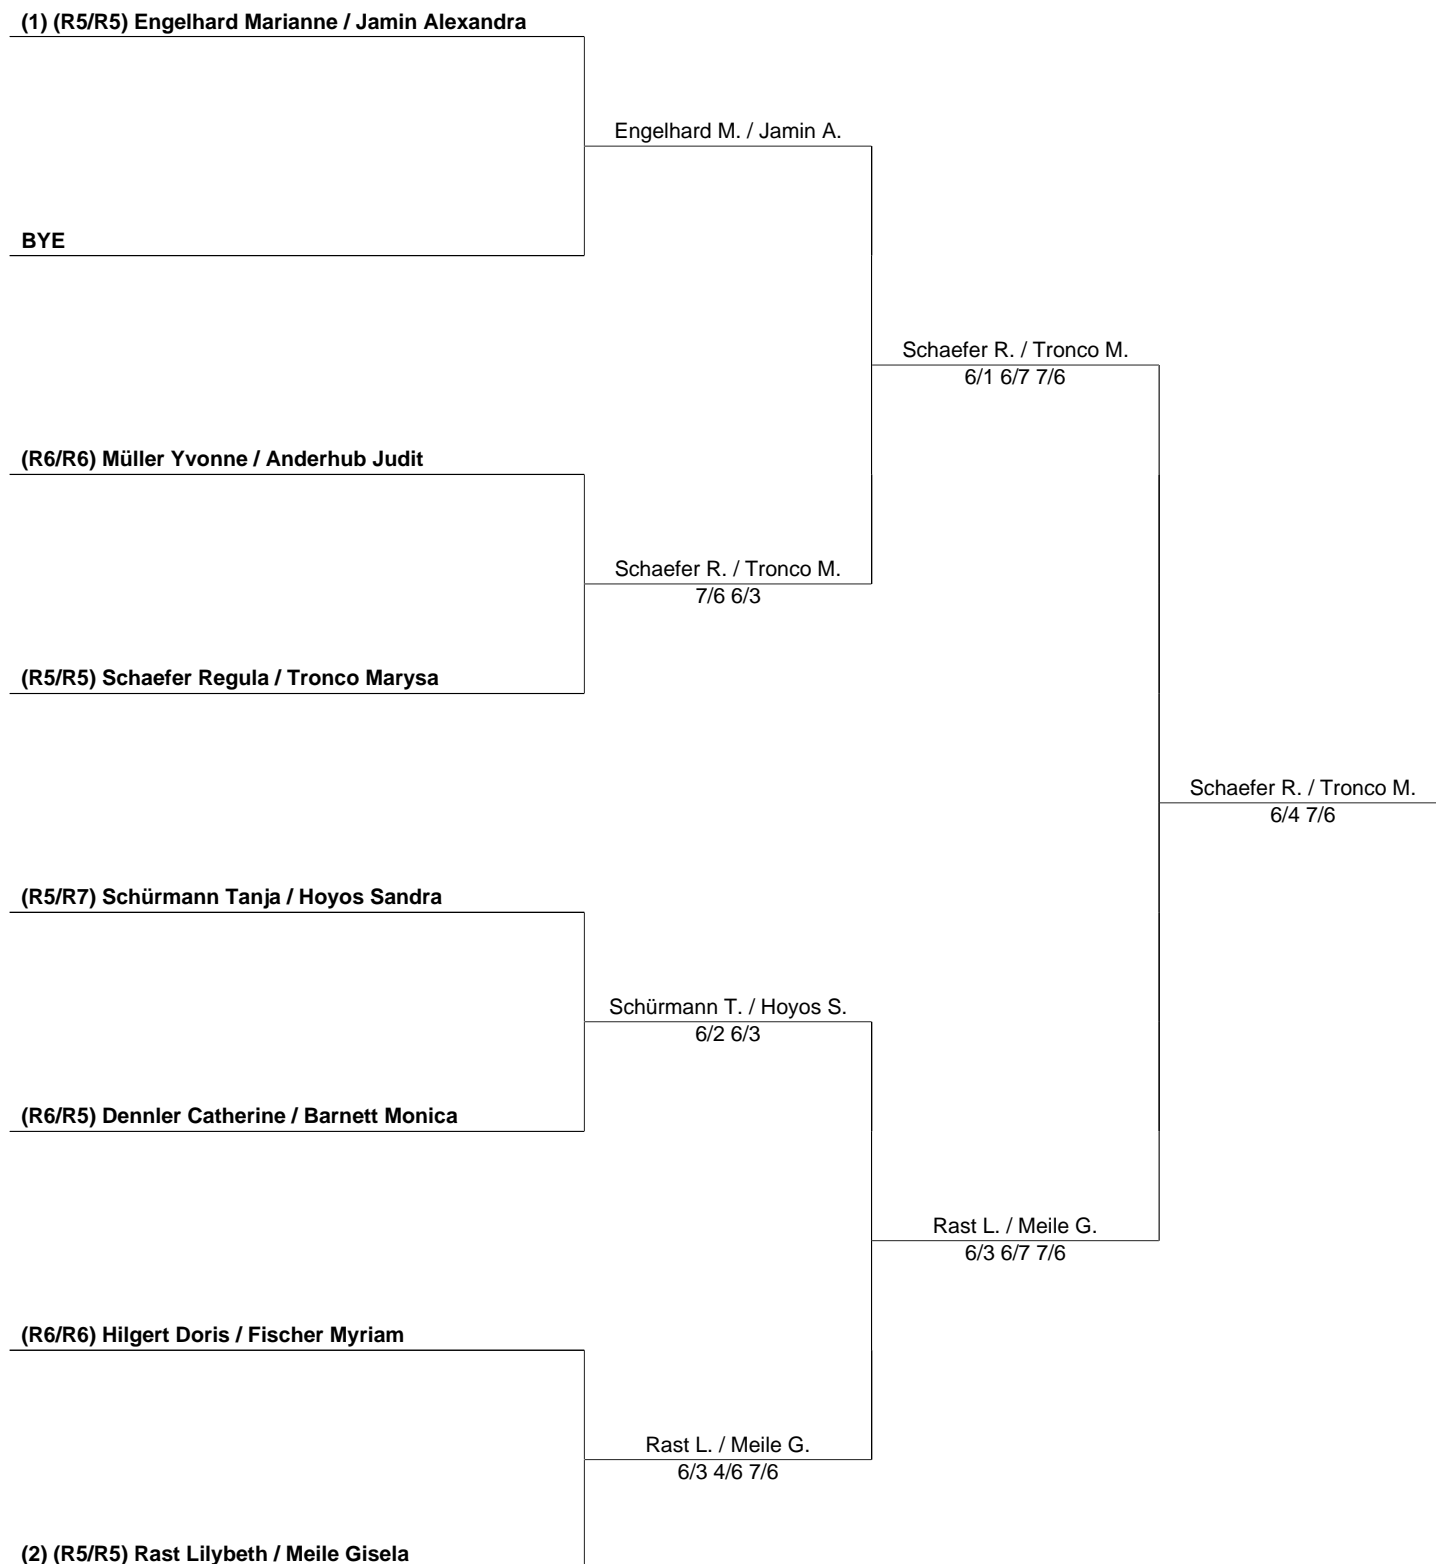 (1) (R5/R5) Engelhard Marianne / Jamin Alexandra
Engelhard M. / Jamin A.
BYE
Schaefer R. / Tronco M.
6/1 6/7 7/6
(R6/R6) Müller Yvonne / Anderhub Judit
Schaefer R. / Tronco M.
7/6 6/3
(R5/R5) Schaefer Regula / Tronco Marysa
Schaefer R. / Tronco M.
6/4 7/6
(R5/R7) Schürmann Tanja / Hoyos Sandra
Schürmann T. / Hoyos S.
6/2 6/3
(R6/R5) Dennler Catherine / Barnett Monica
Rast L. / Meile G.
6/3 6/7 7/6
(R6/R6) Hilgert Doris / Fischer Myriam
Rast L. / Meile G.
6/3 4/6 7/6
(2) (R5/R5) Rast Lilybeth / Meile Gisela